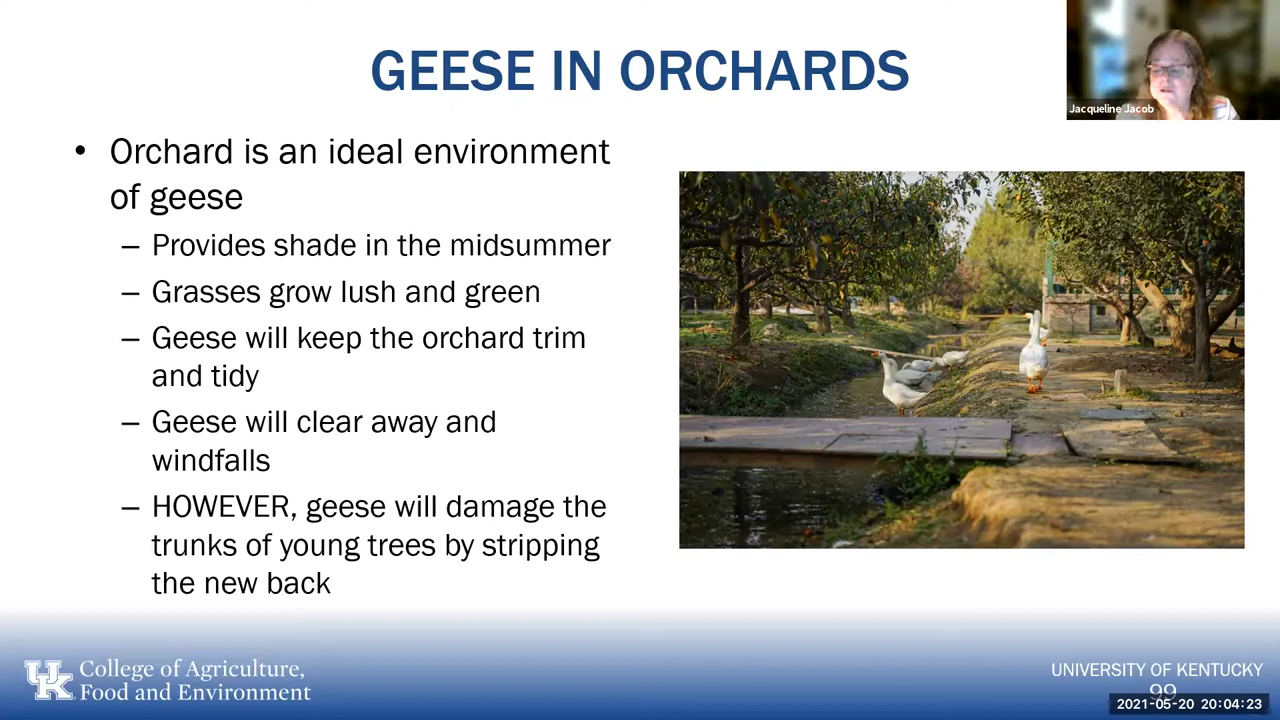 GEESE IN ORCHARDS
Jacqueline Jacob
• Orchard is an ideal environment
of geese
– Provides shade in the midsummer
– Grasses grow lush and green
– Geese will keep the orchard trim
and tidy
– Geese will clear away and
windfalls
– HOWEVER, geese will damage the
trunks of young trees by stripping
the new back
UK
College of Agriculture,
Food and Environment
UNIVERSITY OF KENTUCKY
99
2021-05-20 20:04:23